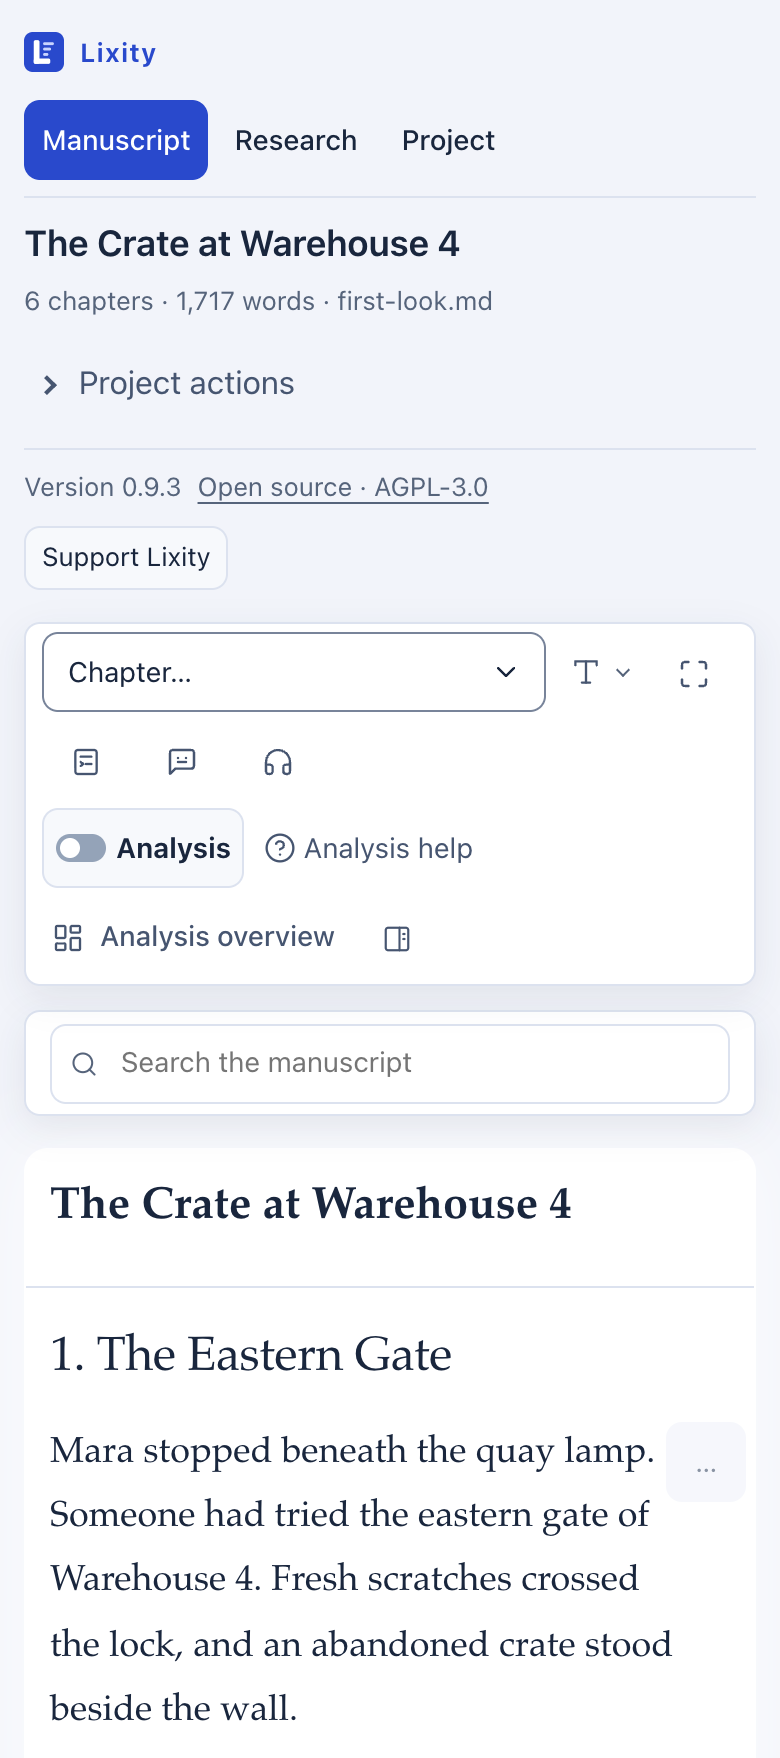 Lixity
Manuscript Research Project
The Crate at Warehouse 4
6 chapters · 1,717 words · first-look.md
Project actions
Version 0.9.3 Open source · AGPL-3.0
Support Lixity
Chapter...
Analysis Analysis help
Analysis overview
Search the manuscript
The Crate at Warehouse 4
1. The Eastern Gate
Mara stopped beneath the quay lamp. ...
Someone had tried the eastern gate of
Warehouse 4. Fresh scratches crossed
the lock, and an abandoned crate stood
beside the wall.